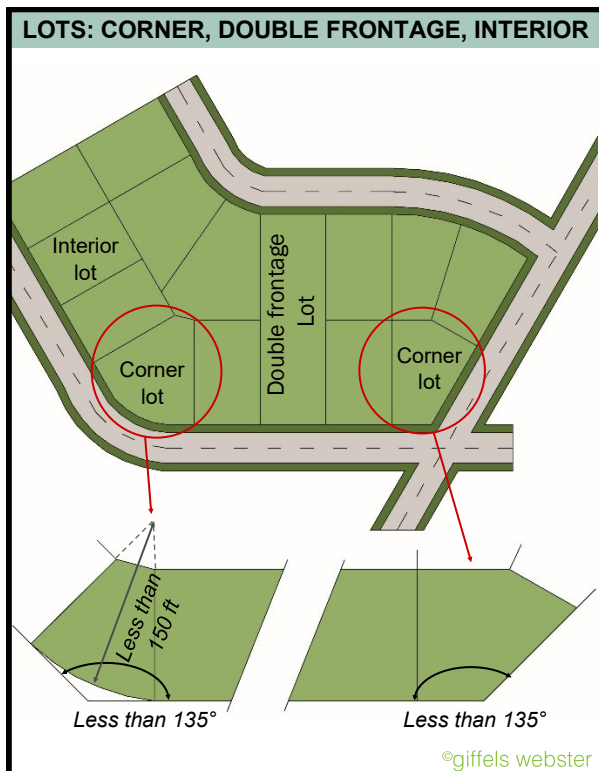 LOTS: CORNER, DOUBLE FRONTAGE, INTERIOR
Interior
lot
Double frontage
Lot
Corner
lot
Corner
lot
Less than
150 ft
Less than 135°
Less than 135°
©giffels webster